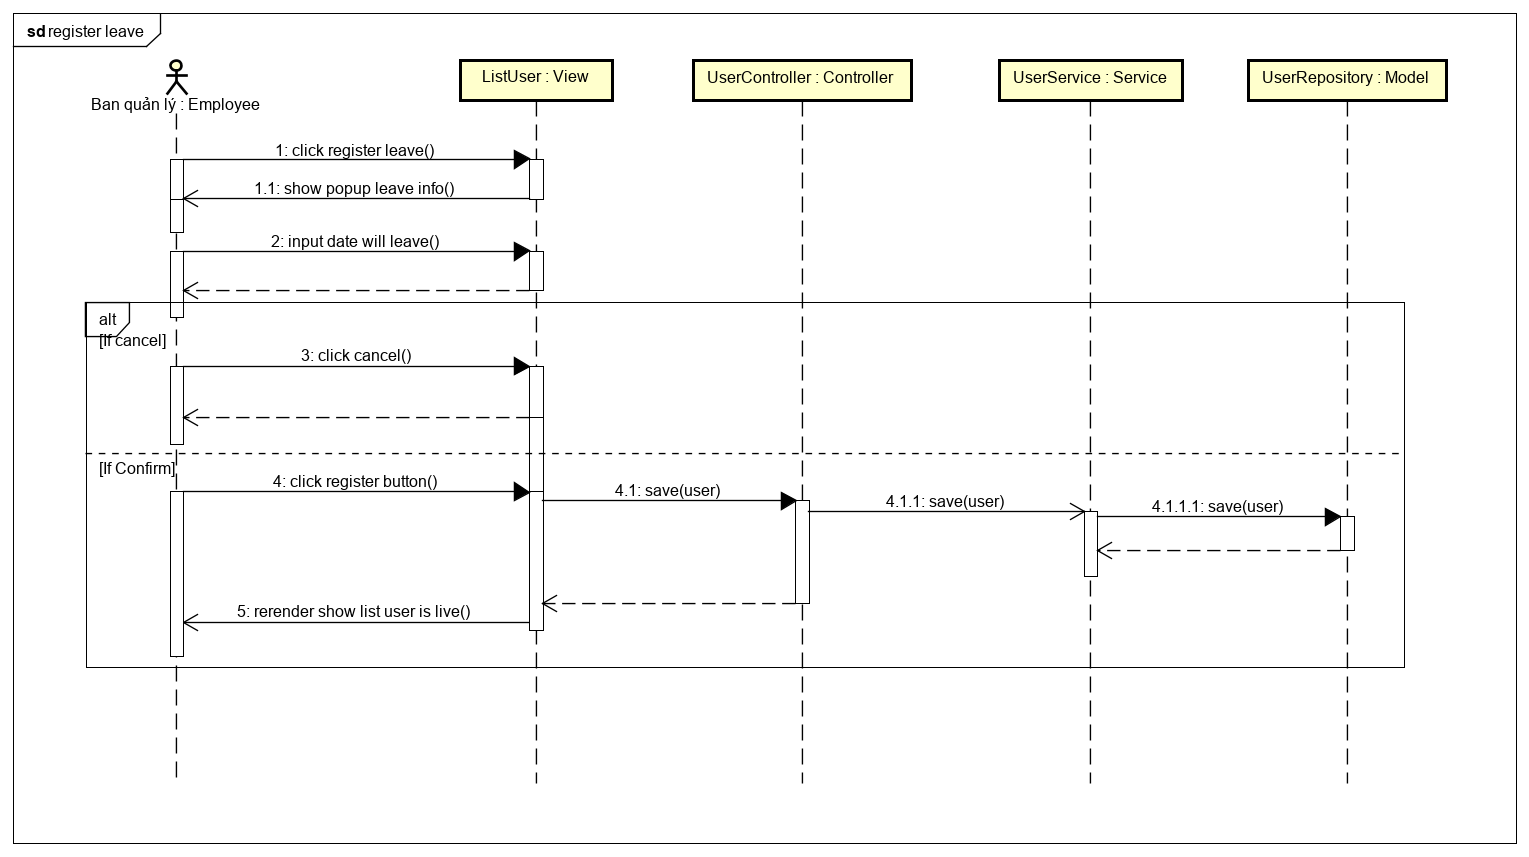 sd register leave
Ban quản lý : Employee
ListUser : View
UserController : Controller
UserService : Service
UserRepository : Model
1: click register leave()
1.1: show popup leave info()
2: input date will leave()
alt
[If cancel]
3: click cancel()
[If Confirm]
4: click register button()
4.1: save(user)
4.1.1: save(user)
4.1.1.1: save(user)
5: rerender show list user is live()